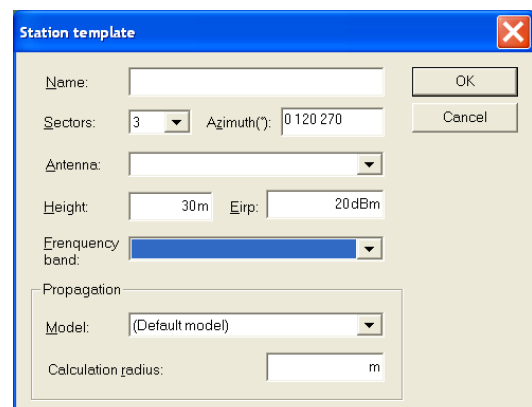 Station template
Name:
OK
Sectors: 3 Azimuth(°): 0 120 270
Cancel
Antenna:
Height: 30m Eirp: 20dBm
Frenquency
band:
Propagation
Model: (Default model)
Calculation radius: m